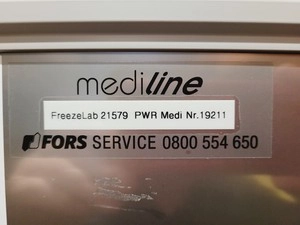 mediline
FreezeLab 21579 PWR Medi Nr.19211
FORS SERVICE 0800 554 650